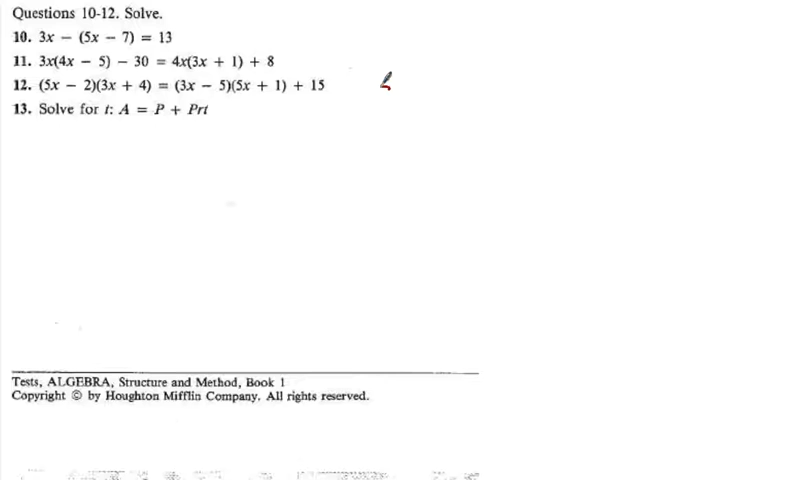 Questions 10-12. Solve.
10. 3x − (5x − 7) = 13
11. 3x(4x − 5) − 30 = 4x(3x + 1) + 8
12. (5x − 2)(3x + 4) = (3x − 5)(5x + 1) + 15
13. Solve for t: A = P + Prt
Tests, ALGEBRA, Structure and Method, Book 1
Copyright © by Houghton Mifflin Company. All rights reserved.